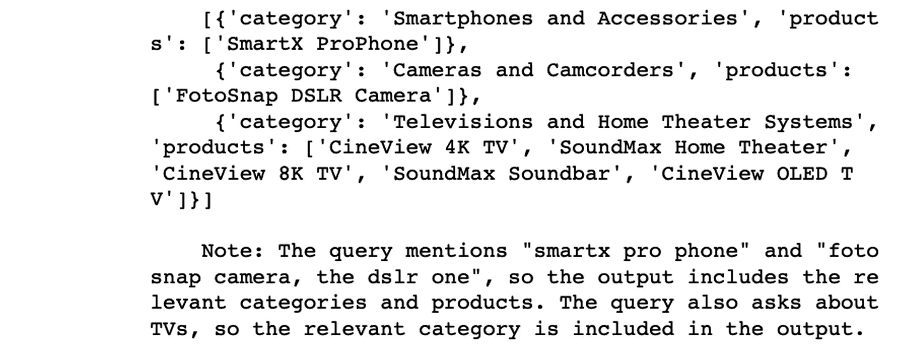 [{'category': 'Smartphones and Accessories', 'product
s': ['SmartX ProPhone']},
{'category': 'Cameras and Camcorders', 'products':
['FotoSnap DSLR Camera']},
{'category': 'Televisions and Home Theater Systems',
'products': ['CineView 4K TV', 'SoundMax Home Theater',
'CineView 8K TV', 'SoundMax Soundbar', 'CineView OLED T
V']}]
Note: The query mentions "smartx pro phone" and "foto
snap camera, the dslr one", so the output includes the re
levant categories and products. The query also asks about
TVs, so the relevant category is included in the output.